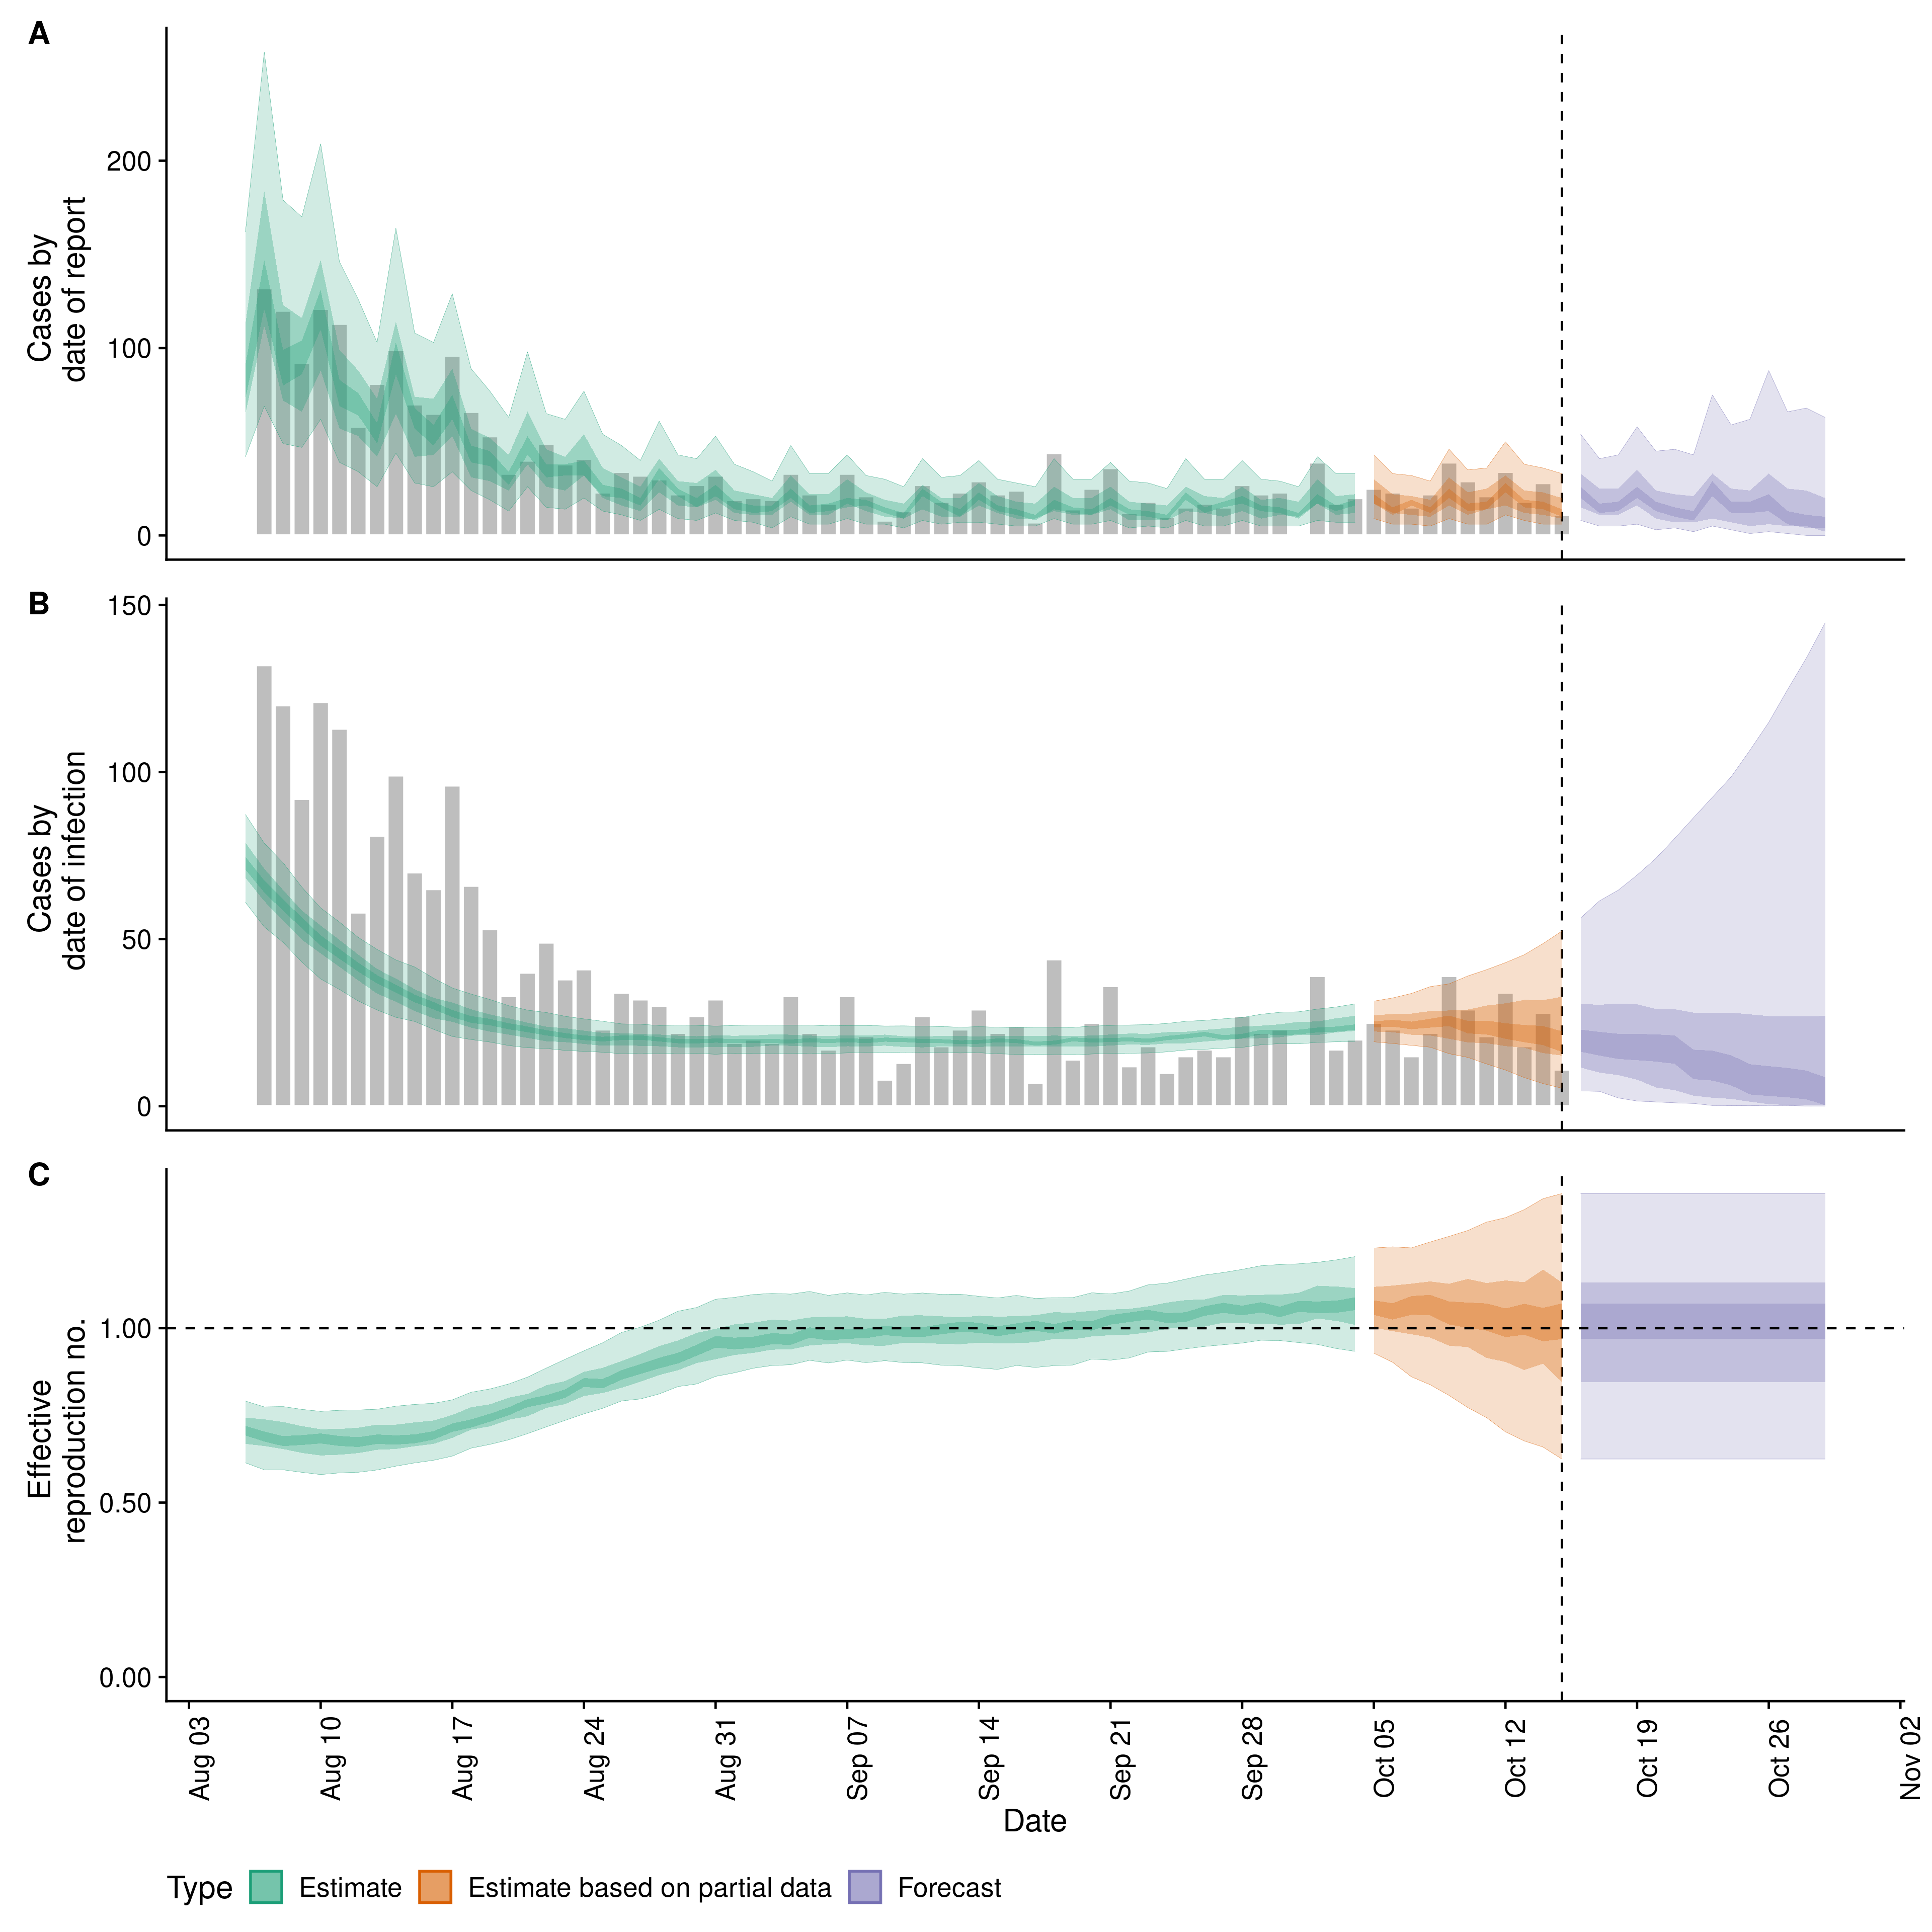 A
Cases by
date of report
200
100
0
B
Cases by
date of infection
150
100
50
0
C
Effective
reproduction no.
1.00
0.50
0.00
Aug 03
Aug 10
Aug 17
Aug 24
Aug 31
Sep 07
Sep 14
Sep 21
Sep 28
Oct 05
Oct 12
Oct 19
Oct 26
Nov 02
Date
Type Estimate Estimate based on partial data Forecast